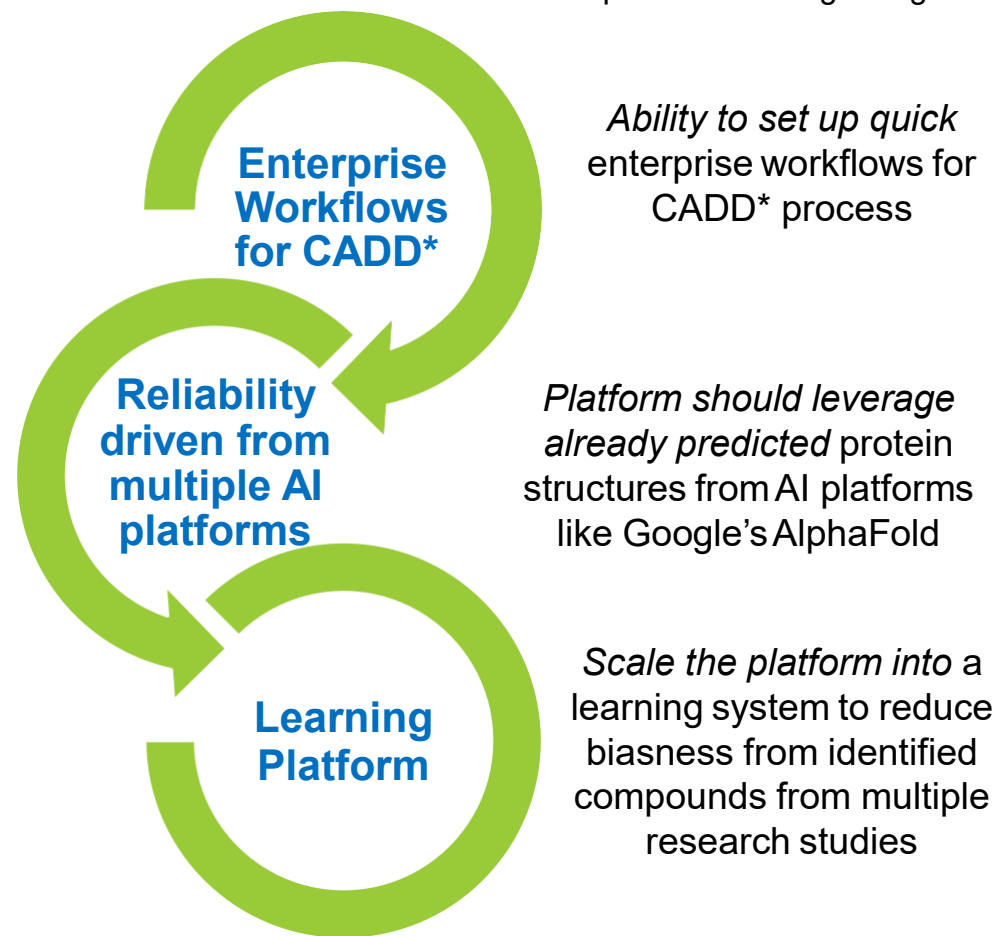 Enterprise
Workflows
for CADD*
Ability to set up quick
enterprise workflows for
CADD* process
Reliability
driven from
multiple AI
platforms
Platform should leverage
already predicted protein
structures from AI platforms
like Google's AlphaFold
Learning
Platform
Scale the platform into a
learning system to reduce
biasness from identified
compounds from multiple
research studies